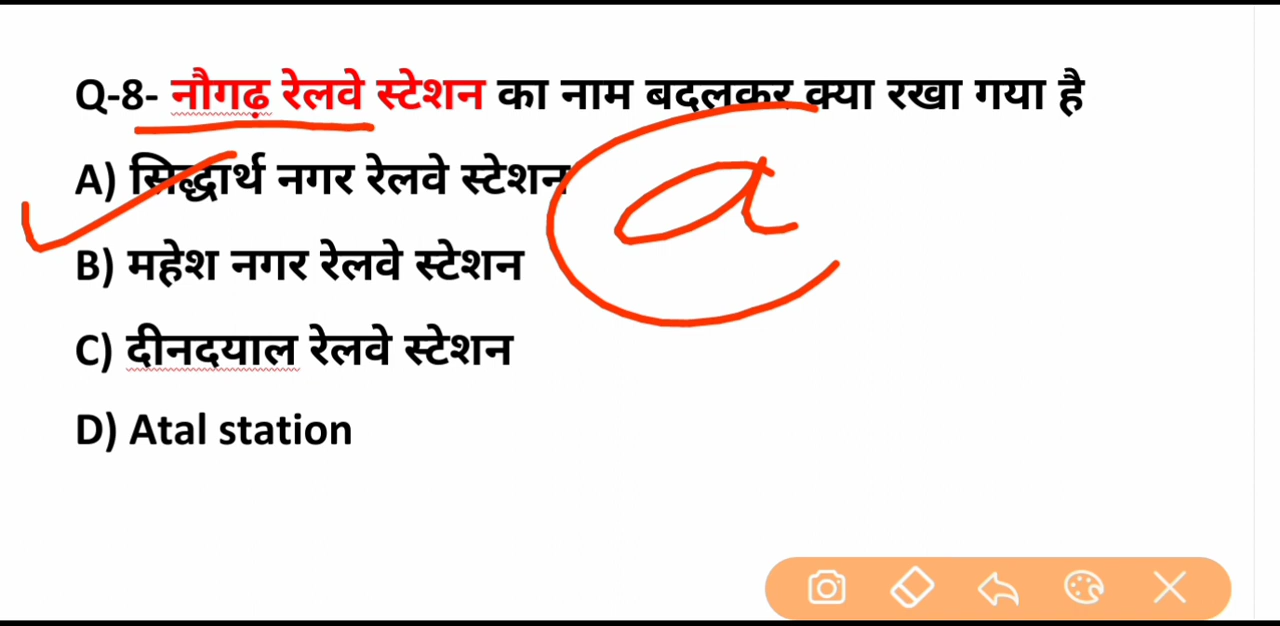 Q-8- नौगढ़ रेलवे स्टेशन का नाम बदलकर क्या रखा गया है
A) सिद्धार्थ नगर रेलवे स्टेशन
a
B) महेश नगर रेलवे स्टेशन
C) दीनदयाल रेलवे स्टेशन
D) Atal station